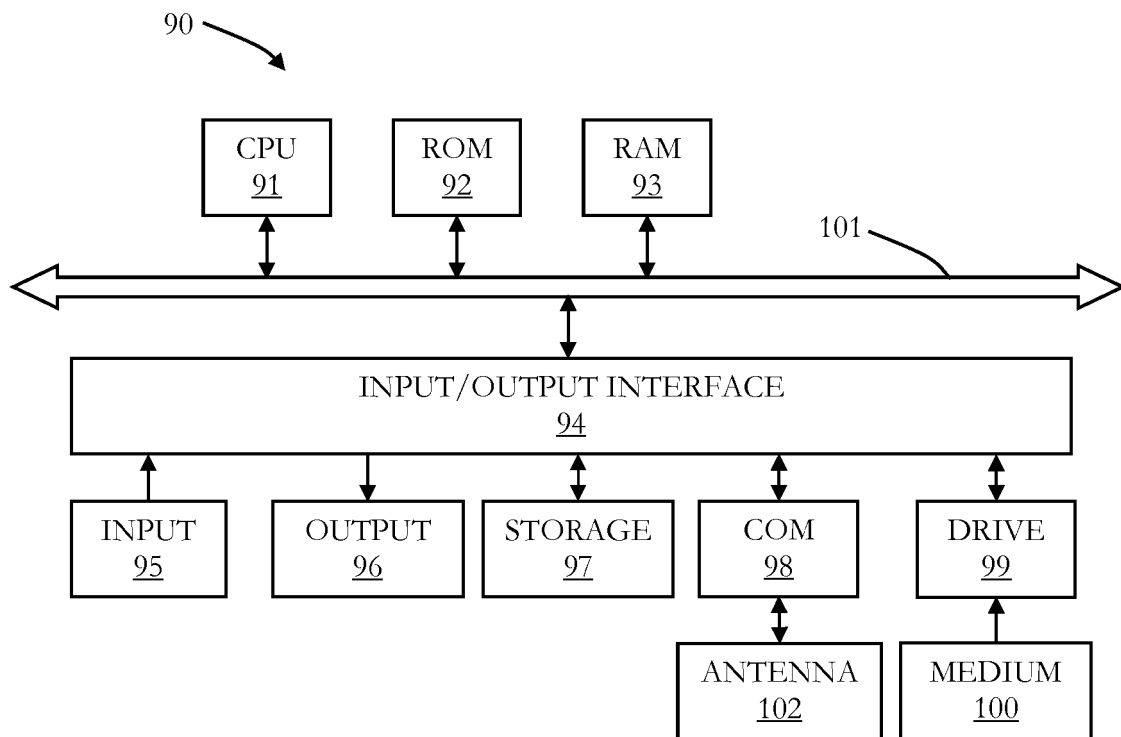 90
CPU
91
ROM
92
RAM
93
101
INPUT/OUTPUT INTERFACE
94
INPUT
95
OUTPUT
96
STORAGE
97
COM
98
DRIVE
99
ANTENNA
102
MEDIUM
100